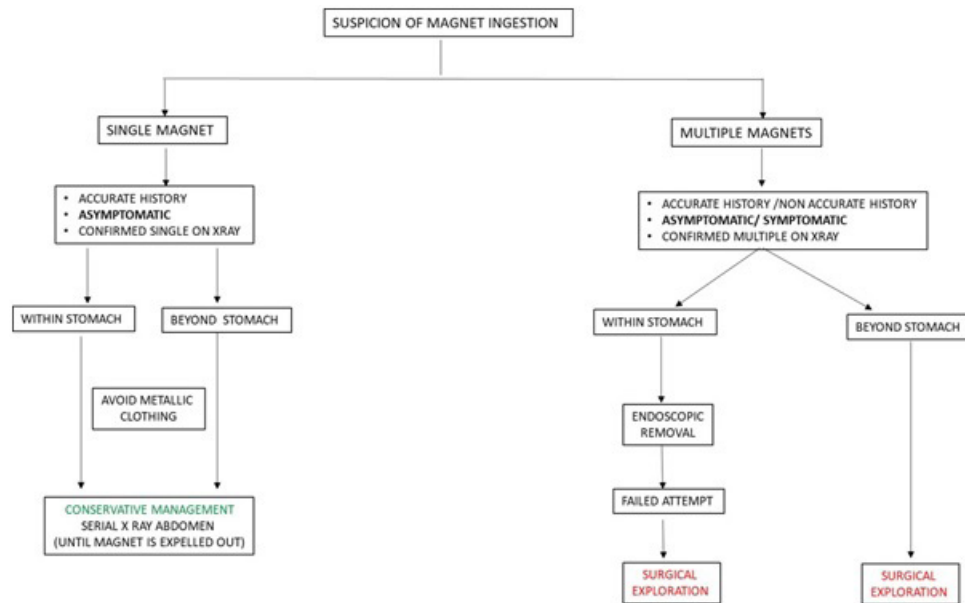 SUSPICION OF MAGNET INGESTION
SINGLE MAGNET
• ACCURATE HISTORY
• ASYMPTOMATIC
• CONFIRMED SINGLE ON XRAY
WITHIN STOMACH
BEYOND STOMACH
AVOID METALLIC
CLOTHING
CONSERVATIVE MANAGEMENT
SERIAL X RAY ABDOMEN
(UNTIL MAGNET IS EXPELLED OUT)
MULTIPLE MAGNETS
• ACCURATE HISTORY /NON ACCURATE HISTORY
• ASYMPTOMATIC/ SYMPTOMATIC
• CONFIRMED MULTIPLE ON XRAY
WITHIN STOMACH
BEYOND STOMACH
ENDOSCOPIC
REMOVAL
FAILED ATTEMPT
SURGICAL
EXPLORATION
SURGICAL
EXPLORATION